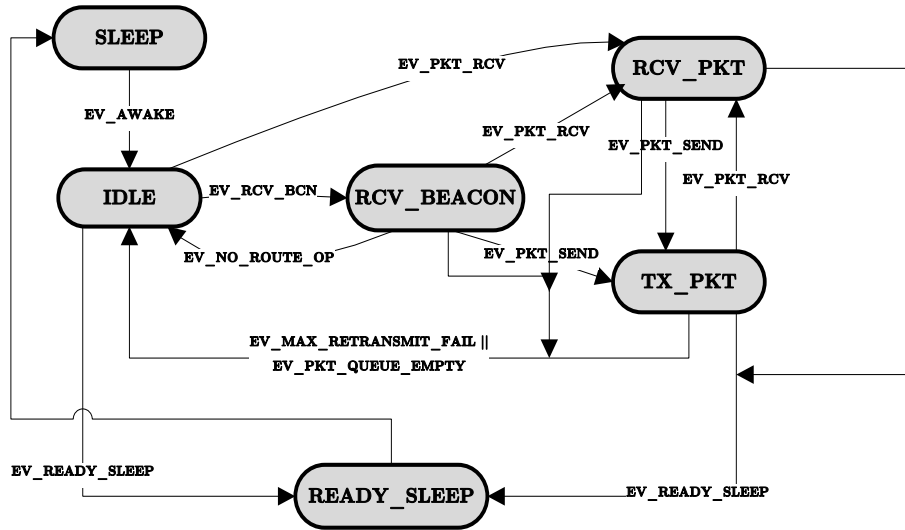 SLEEP
RCV_PKT
EV_PKT_RCV
EV_AWAKE
EV_PKT_RCV
EV_PKT_SEND
EV_PKT_RCV
IDLE
EV_RCV_BCN
RCV_BEACON
EV_NO_ROUTE_OP
EV_PKT_SEND
TX_PKT
EV_MAX_RETRANSMIT_FAIL ||
EV_PKT_QUEUE_EMPTY
EV_READY_SLEEP
READY_SLEEP
EV_READY_SLEEP